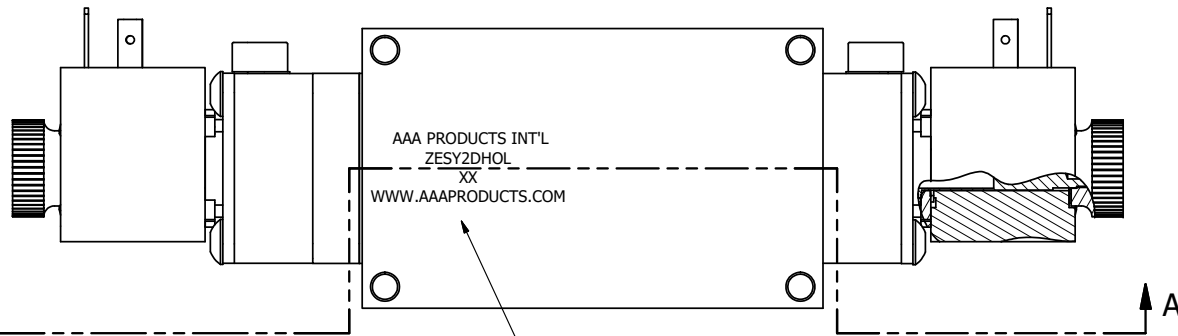 AAA PRODUCTS INT'L
ZESY2DHOL
XX
WWW.AAAPRODUCTS.COM
A